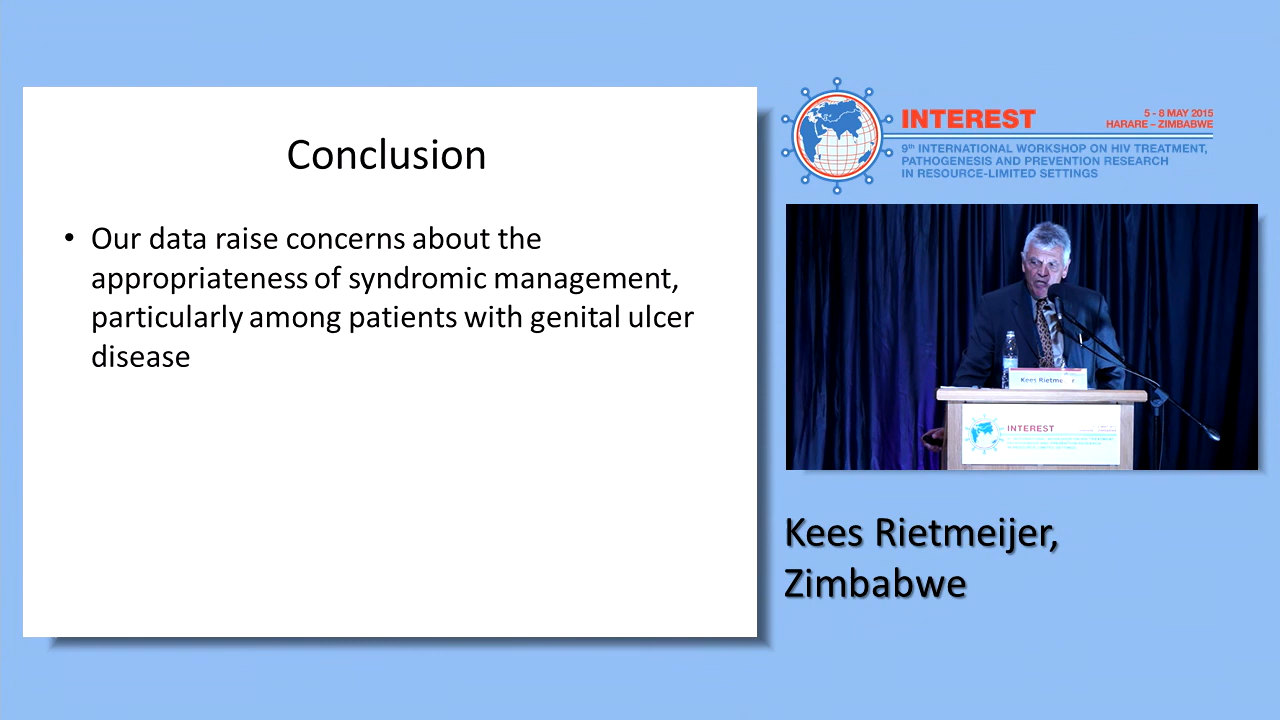 Conclusion
• Our data raise concerns about the
appropriateness of syndromic management,
particularly among patients with genital ulcer
disease
INTEREST
5 - 8 MAY 2015
HARARE – ZIMBABWE
9th INTERNATIONAL WORKSHOP ON HIV TREATMENT,
PATHOGENESIS AND PREVENTION RESEARCH
IN RESOURCE-LIMITED SETTINGS
Kees
INTEREST
Kees Rietmeijer,
Zimbabwe